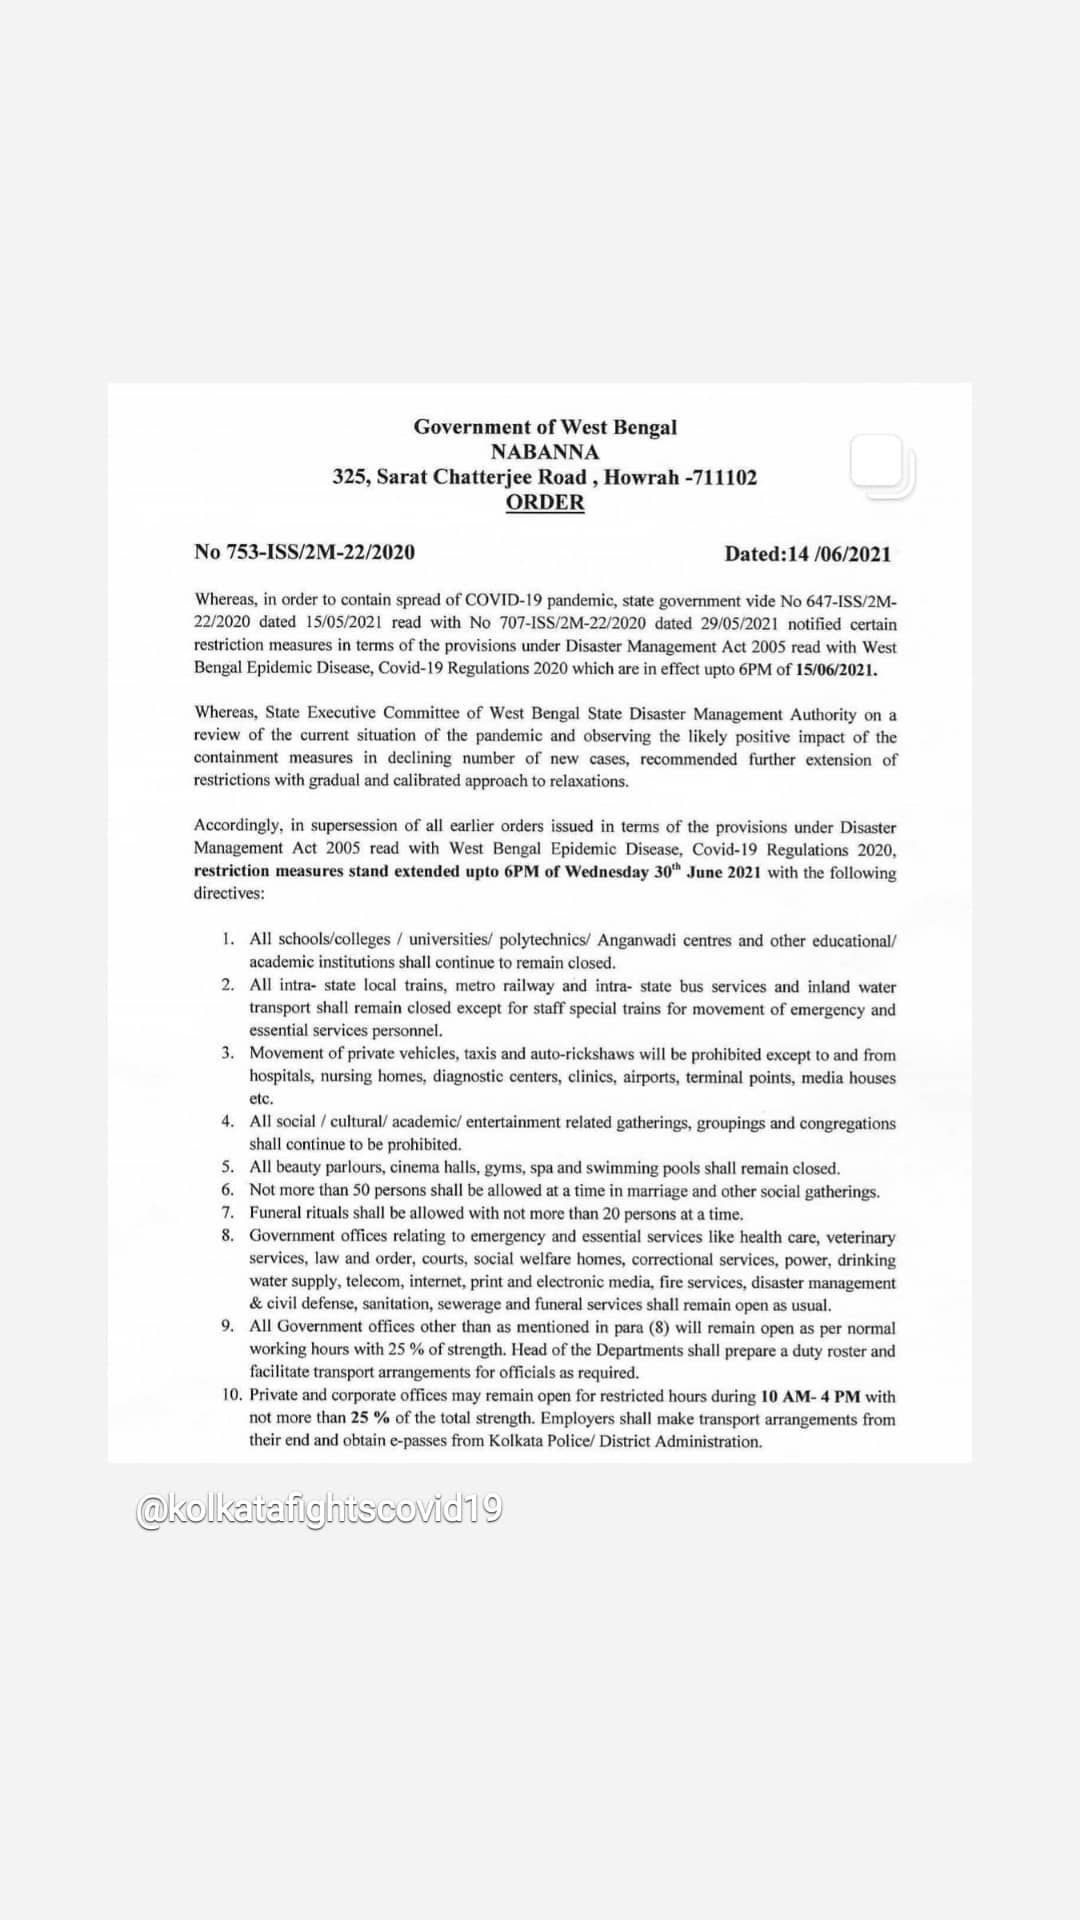 Government of West Bengal
NABANNA
325, Sarat Chatterjee Road , Howrah -711102
ORDER
No 753-ISS/2M-22/2020 Dated:14 /06/2021
Whereas, in order to contain spread of COVID-19 pandemic, state government vide No 647-ISS/2M-
22/2020 dated 15/05/2021 read with No 707-ISS/2M-22/2020 dated 29/05/2021 notified certain
restriction measures in terms of the provisions under Disaster Management Act 2005 read with West
Bengal Epidemic Disease, Covid-19 Regulations 2020 which are in effect upto 6PM of 15/06/2021.
Whereas, State Executive Committee of West Bengal State Disaster Management Authority on a
review of the current situation of the pandemic and observing the likely positive impact of the
containment measures in declining number of new cases, recommended further extension of
restrictions with gradual and calibrated approach to relaxations.
Accordingly, in supersession of all earlier orders issued in terms of the provisions under Disaster
Management Act 2005 read with West Bengal Epidemic Disease, Covid-19 Regulations 2020,
restriction measures stand extended upto 6PM of Wednesday 30th June 2021 with the following
directives:
1. All schools/colleges / universities/ polytechnics/ Anganwadi centres and other educational/
academic institutions shall continue to remain closed.
2. All intra- state local trains, metro railway and intra- state bus services and inland water
transport shall remain closed except for staff special trains for movement of emergency and
essential services personnel.
3. Movement of private vehicles, taxis and auto-rickshaws will be prohibited except to and from
hospitals, nursing homes, diagnostic centers, clinics, airports, terminal points, media houses
etc.
4. All social / cultural/ academic/ entertainment related gatherings, groupings and congregations
shall continue to be prohibited.
5. All beauty parlours, cinema halls, gyms, spa and swimming pools shall remain closed.
6. Not more than 50 persons shall be allowed at a time in marriage and other social gatherings.
7. Funeral rituals shall be allowed with not more than 20 persons at a time.
8. Government offices relating to emergency and essential services like health care, veterinary
services, law and order, courts, social welfare homes, correctional services, power, drinking
water supply, telecom, internet, print and electronic media, fire services, disaster management
& civil defense, sanitation, sewerage and funeral services shall remain open as usual.
9. All Government offices other than as mentioned in para (8) will remain open as per normal
working hours with 25 % of strength. Head of the Departments shall prepare a duty roster and
facilitate transport arrangements for officials as required.
10. Private and corporate offices may remain open for restricted hours during 10 AM- 4 PM with
not more than 25 % of the total strength. Employers shall make transport arrangements from
their end and obtain e-passes from Kolkata Police/ District Administration.
@kolkatafightscovid19